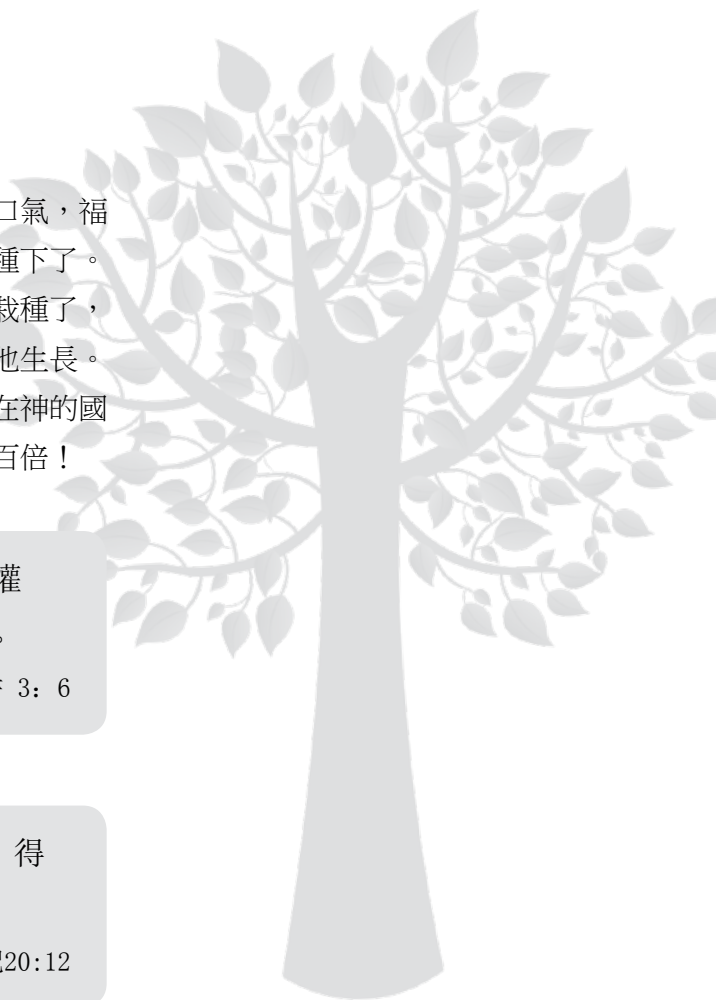 口氣，福
種下了。
栽種了，
他生長。
在神的國
百倍！
灌
。
3: 6
得
20:12